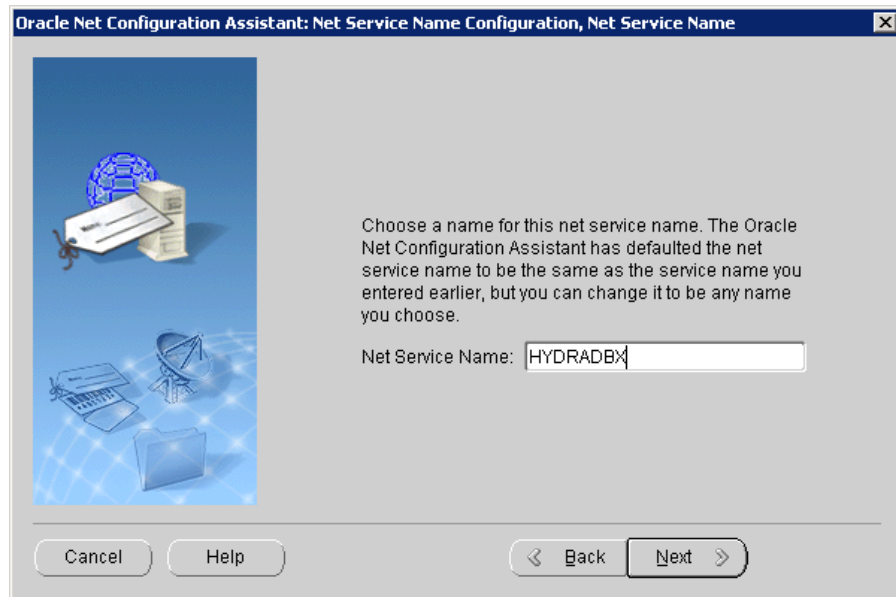 Oracle Net Configuration Assistant: Net Service Name Configuration, Net Service Name
Choose a name for this net service name. The Oracle
Net Configuration Assistant has defaulted the net
service name to be the same as the service name you
entered earlier, but you can change it to be any name
you choose.
Net Service Name: HYDRADBX
Cancel Help Back Next